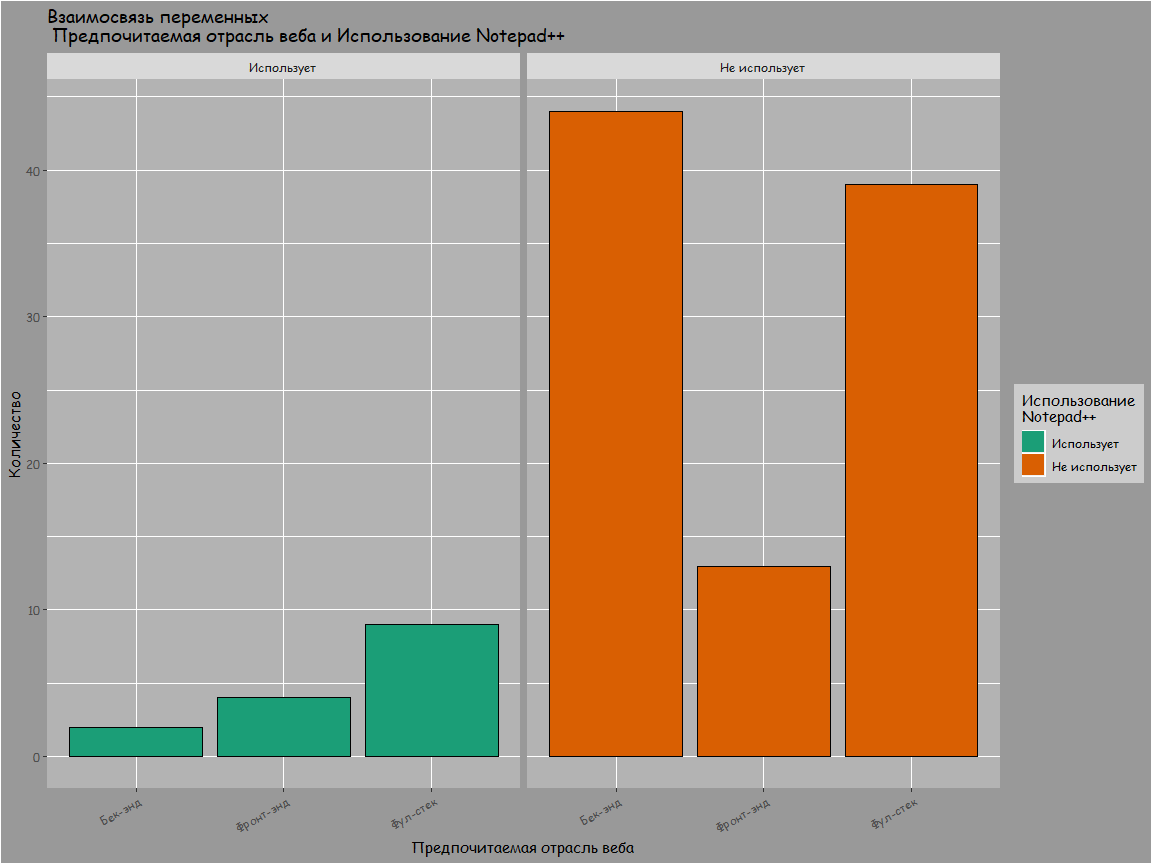 Взаимосвязь переменных
Предпочитаемая отрасль веба и Использование Notepad++
Использует
Не использует
Количество
40
30
20
10
0
Бек-энд
Фронт-энд
Фул-стек
Бек-энд
Фронт-энд
Фул-стек
Предпочитаемая отрасль веба
Использование
Notepad++
Использует
Не использует